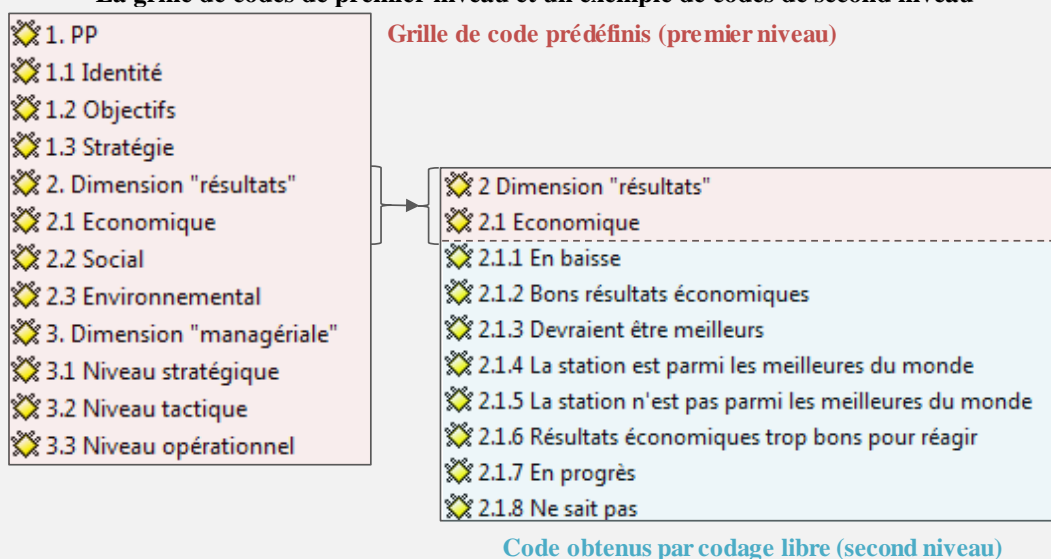 La grille de codes de premier niveau et un exemple de codes de second niveau
Grille de code prédéfinis (premier niveau)
1. PP
1.1 Identité
1.2 Objectifs
1.3 Stratégie
2. Dimension "résultats"
2.1 Economique
2.2 Social
2.3 Environnemental
3. Dimension "managériale"
3.1 Niveau stratégique
3.2 Niveau tactique
3.3 Niveau opérationnel
2 Dimension "résultats"
2.1 Economique
2.1.1 En baisse
2.1.2 Bons résultats économiques
2.1.3 Devraient être meilleurs
2.1.4 La station est parmi les meilleures du monde
2.1.5 La station n'est pas parmi les meilleures du monde
2.1.6 Résultats économiques trop bons pour réagir
2.1.7 En progrès
2.1.8 Ne sait pas
Code obtenus par codage libre (second niveau)